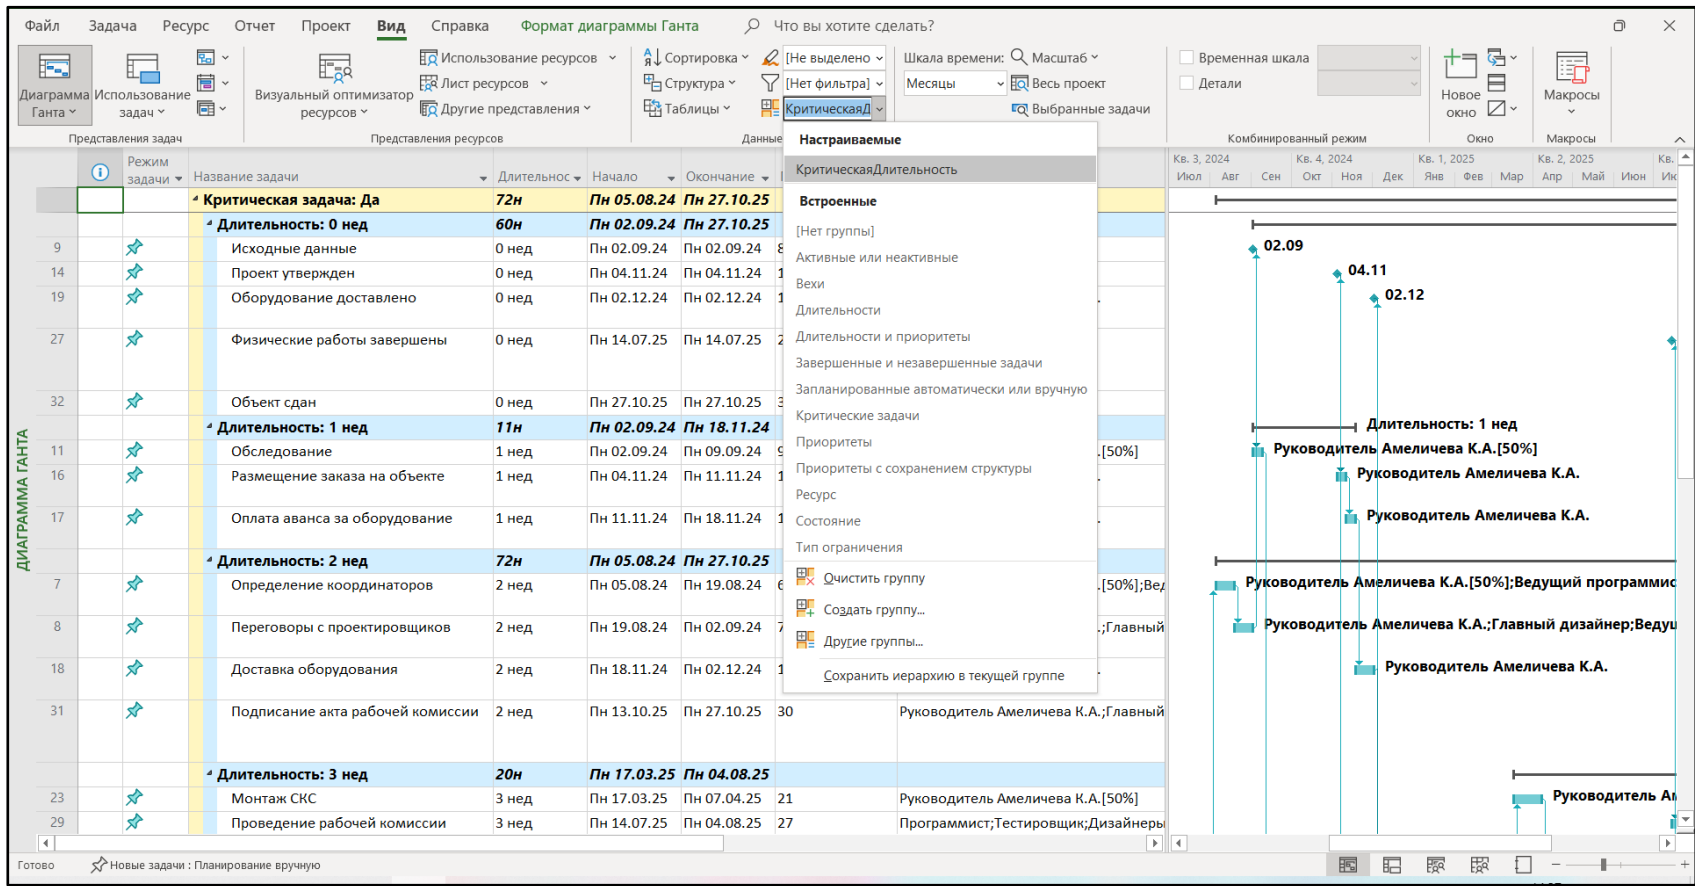 Файл Задача Ресурс Отчет Проект Вид Справка Формат диаграммы Ганта Что вы хотите сделать?
Использование ресурсов Сортировка [Не выделено Шкала времени: Масштаб Временная шкала
Лист ресурсов Структура [Нет фильтра] Месяцы Весь проект Детали
Другие представления Таблицы КритическаяД Выбранные задачи
Диаграмма Ганта
Использование задач
Визуальный оптимизатор ресурсов
Новое окно
Макросы
Представления задач Представления ресурсов Данные Комбинированный режим Окно Макросы
Настраиваемые
КритическаяДлительность
Встроенные
[Нет группы]
Активные или неактивные
Вехи
Длительности
Длительности и приоритеты
Завершенные и незавершенные задачи
Запланированные автоматически или вручную
Критические задачи
Приоритеты
Приоритеты с сохранением структуры
Ресурс
Состояние
Тип ограничения
Очистить группу
Создать группу...
Другие группы...
Сохранить иерархию в текущей группе
Режим задачи Название задачи Длительнос Начало Окончание
Критическая задача: Да 72н Пн 05.08.24 Пн 27.10.25
Длительность: 0 нед 60н Пн 02.09.24 Пн 27.10.25
9 Исходные данные 0 нед Пн 02.09.24 Пн 02.09.24 8
14 Проект утвержден 0 нед Пн 04.11.24 Пн 04.11.24 1
19 Оборудование доставлено 0 нед Пн 02.12.24 Пн 02.12.24 1
27 Физические работы завершены 0 нед Пн 14.07.25 Пн 14.07.25 2
32 Объект сдан 0 нед Пн 27.10.25 Пн 27.10.25 3
Длительность: 1 нед 11н Пн 02.09.24 Пн 18.11.24
11 Обследование 1 нед Пн 02.09.24 Пн 09.09.24 9 .[50%]
16 Размещение заказа на объекте 1 нед Пн 04.11.24 Пн 11.11.24 1
17 Оплата аванса за оборудование 1 нед Пн 11.11.24 Пн 18.11.24 1
Длительность: 2 нед 72н Пн 05.08.24 Пн 27.10.25
7 Определение координаторов 2 нед Пн 05.08.24 Пн 19.08.24 6 .[50%];Вед
8 Переговоры с проектировщиков 2 нед Пн 19.08.24 Пн 02.09.24 7 .;Главный
18 Доставка оборудования 2 нед Пн 18.11.24 Пн 02.12.24 1
31 Подписание акта рабочей комиссии 2 нед Пн 13.10.25 Пн 27.10.25 30 Руководитель Амеличева К.А.;Главный
Длительность: 3 нед 20н Пн 17.03.25 Пн 04.08.25
23 Монтаж СКС 3 нед Пн 17.03.25 Пн 07.04.25 21 Руководитель Амеличева К.А.[50%]
29 Проведение рабочей комиссии 3 нед Пн 14.07.25 Пн 04.08.25 27 Программист;Тестировщик;Дизайнеры
ДИАГРАММА ГАНТА
Кв. 3, 2024 Кв. 4, 2024 Кв. 1, 2025 Кв. 2, 2025 Кв.
Июл Авг Сен Окт Ноя Дек Янв Фев Мар Апр Май Июн Ию
02.09
04.11
02.12
Длительность: 1 нед
Руководитель Амеличева К.А.[50%]
Руководитель Амеличева К.А.
Руководитель Амеличева К.А.
Руководитель Амеличева К.А.[50%];Ведущий программис
Руководитель Амеличева К.А.;Главный дизайнер;Веду
Руководитель Амеличева К.А.
Руководитель Ам
Готово Новые задачи : Планирование вручную